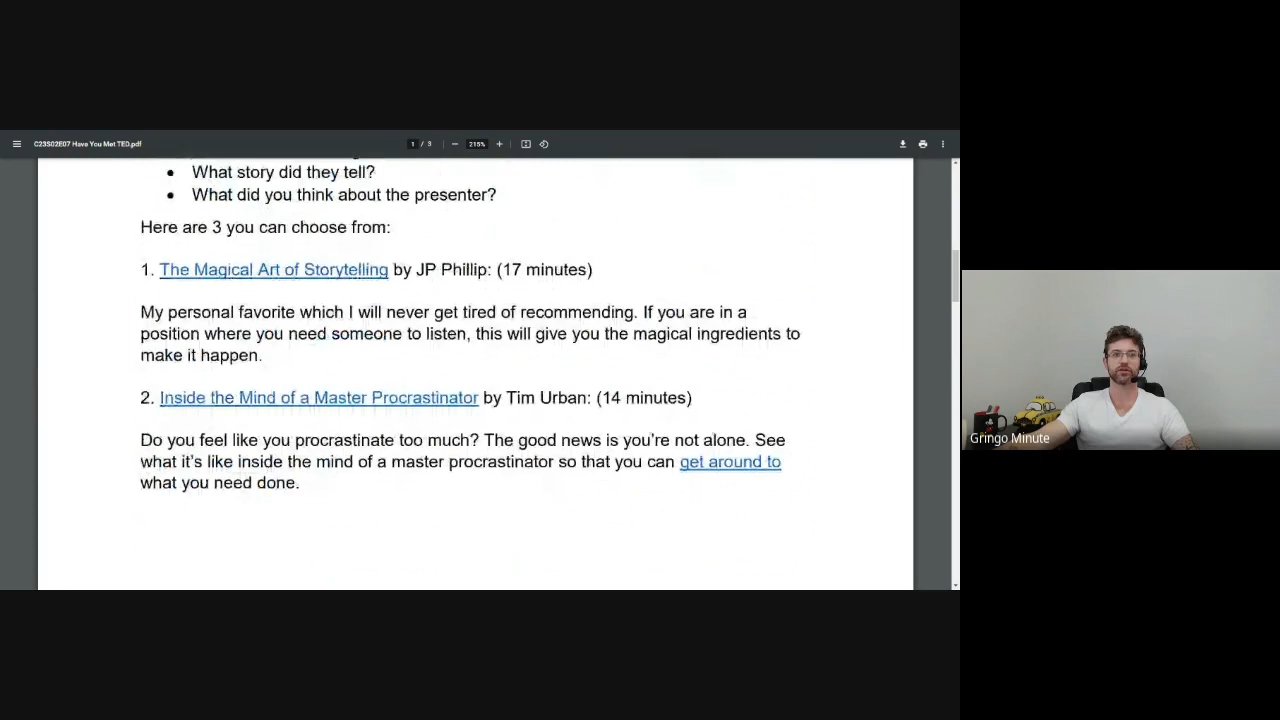 C23S02E07 Have You Met TED.pdf
1 / 3
215%
• What story did they tell?
• What did you think about the presenter?
Here are 3 you can choose from:
1. The Magical Art of Storytelling by JP Phillip: (17 minutes)
My personal favorite which I will never get tired of recommending. If you are in a
position where you need someone to listen, this will give you the magical ingredients to
make it happen.
2. Inside the Mind of a Master Procrastinator by Tim Urban: (14 minutes)
Do you feel like you procrastinate too much? The good news is you’re not alone. See
what it’s like inside the mind of a master procrastinator so that you can get around to
what you need done.
Gringo Minute